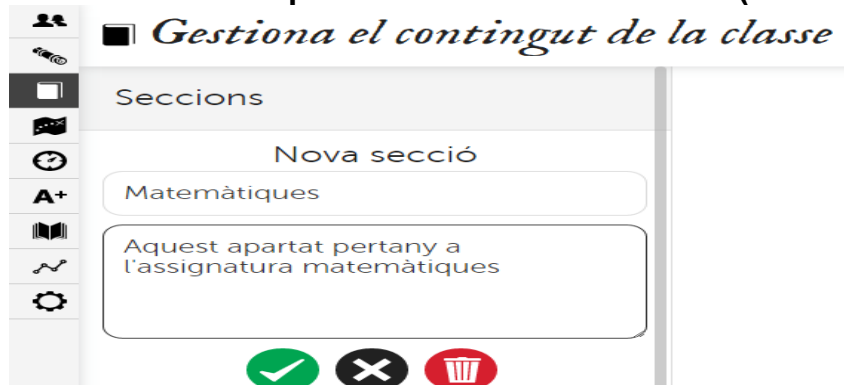 Gestiona el contingut de la classe
Seccions
Nova secció
Matemàtiques
A+
Aquest apartat pertany a
l'assignatura matemàtiques